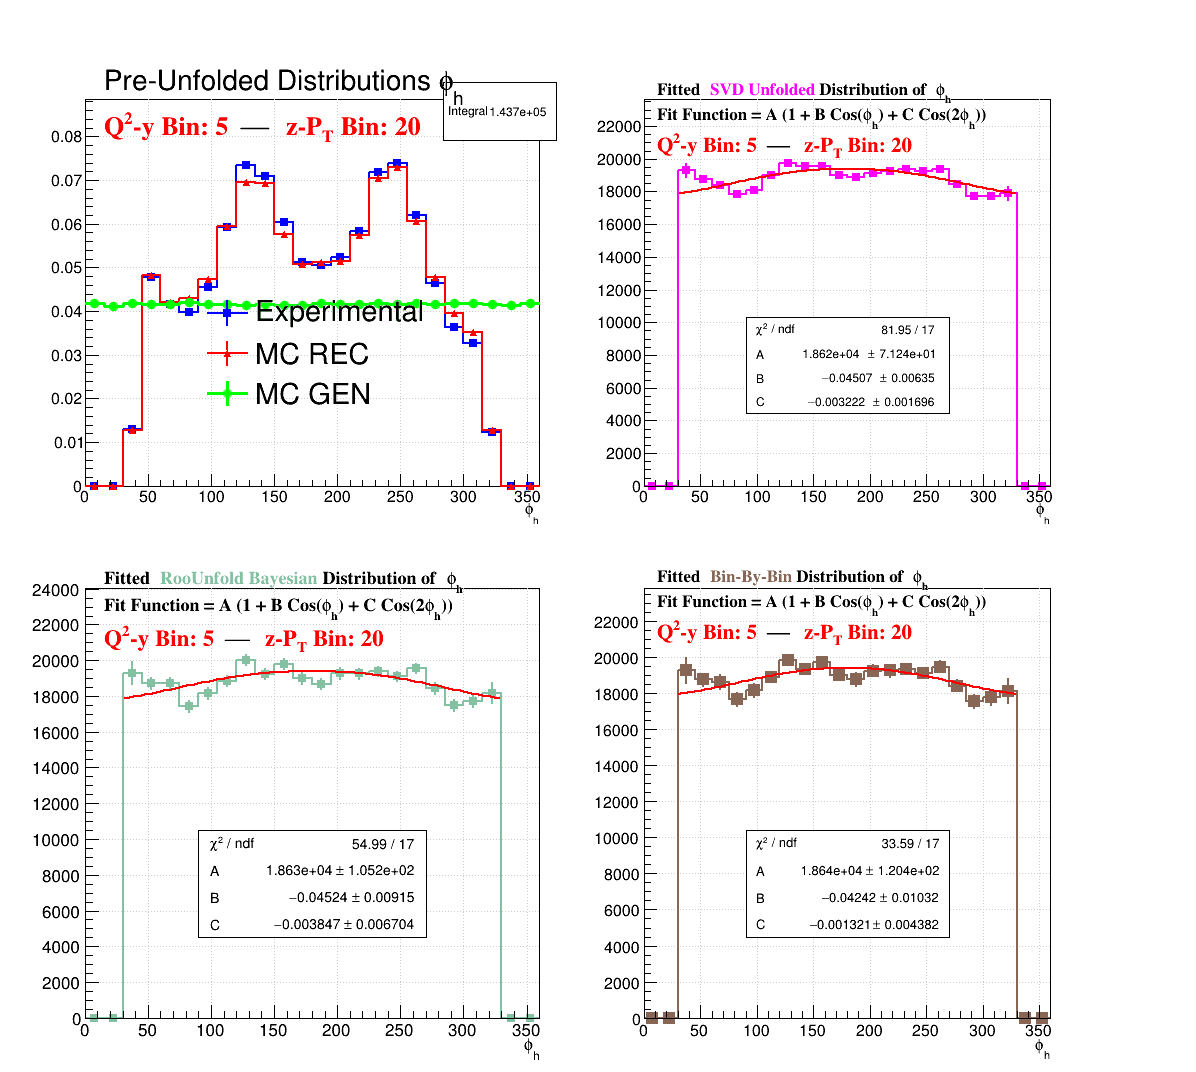 Pre-Unfolded Distributions ϕh
Integral 1.437e+05
Q²-y Bin: 5 — z-PT Bin: 20
0.08
0.07
0.06
0.05
0.04
0.03
0.02
0.01
0
Experimental
MC REC
MC GEN
0 50 100 150 200 250 300 350
ϕh
Fitted SVD Unfolded Distribution of ϕh
Fit Function = A (1 + B Cos(ϕh) + C Cos(2ϕh))
Q²-y Bin: 5 — z-PT Bin: 20
22000
20000
18000
16000
14000
12000
10000
8000
6000
4000
2000
0
χ² / ndf 81.95 / 17
A 1.862e+04 ± 7.124e+01
B −0.04507 ± 0.00635
C −0.003222 ± 0.001696
0 50 100 150 200 250 300 350
ϕh
Fitted RooUnfold Bayesian Distribution of ϕh
Fit Function = A (1 + B Cos(ϕh) + C Cos(2ϕh))
Q²-y Bin: 5 — z-PT Bin: 20
24000
22000
20000
18000
16000
14000
12000
10000
8000
6000
4000
2000
0
χ² / ndf 54.99 / 17
A 1.863e+04 ± 1.052e+02
B −0.04524 ± 0.00915
C −0.003847 ± 0.006704
0 50 100 150 200 250 300 350
ϕh
Fitted Bin-By-Bin Distribution of ϕh
Fit Function = A (1 + B Cos(ϕh) + C Cos(2ϕh))
Q²-y Bin: 5 — z-PT Bin: 20
22000
20000
18000
16000
14000
12000
10000
8000
6000
4000
2000
0
χ² / ndf 33.59 / 17
A 1.864e+04 ± 1.204e+02
B −0.04242 ± 0.01032
C −0.001321 ± 0.004382
0 50 100 150 200 250 300 350
ϕh